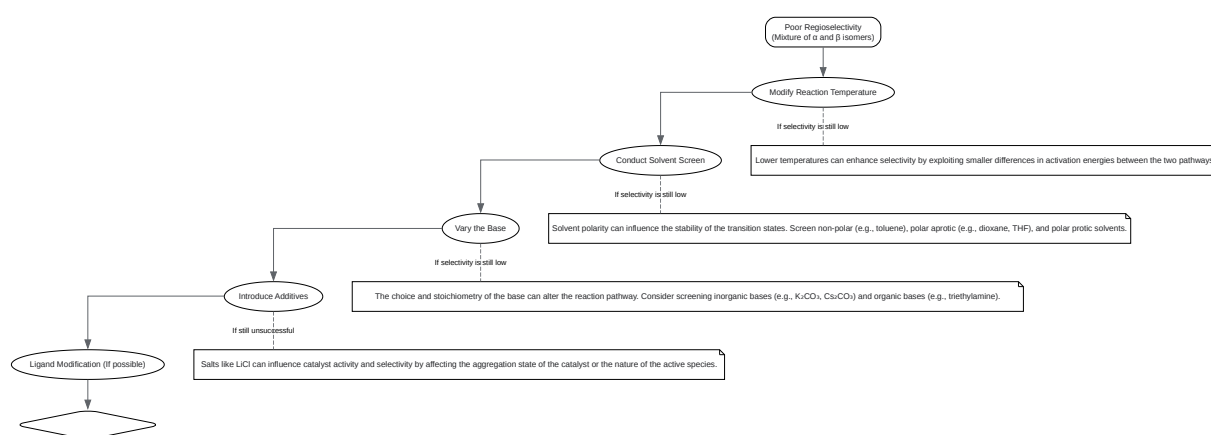 Poor Regioselectivity
(Mixture of α and β isomers)
Modify Reaction Temperature
If selectivity is still low
Conduct Solvent Screen
Lower temperatures can enhance selectivity by exploiting smaller differences in activation energies between the two pathways
If selectivity is still low
Vary the Base
Solvent polarity can influence the stability of the transition states. Screen non-polar (e.g., toluene), polar aprotic (e.g., dioxane, THF), and polar protic solvents.
If selectivity is still low
Introduce Additives
The choice and stoichiometry of the base can alter the reaction pathway. Consider screening inorganic bases (e.g., K₂CO₃, Cs₂CO₃) and organic bases (e.g., triethylamine).
If still unsuccessful
Ligand Modification (If possible)
Salts like LiCl can influence catalyst activity and selectivity by affecting the aggregation state of the catalyst or the nature of the active species.